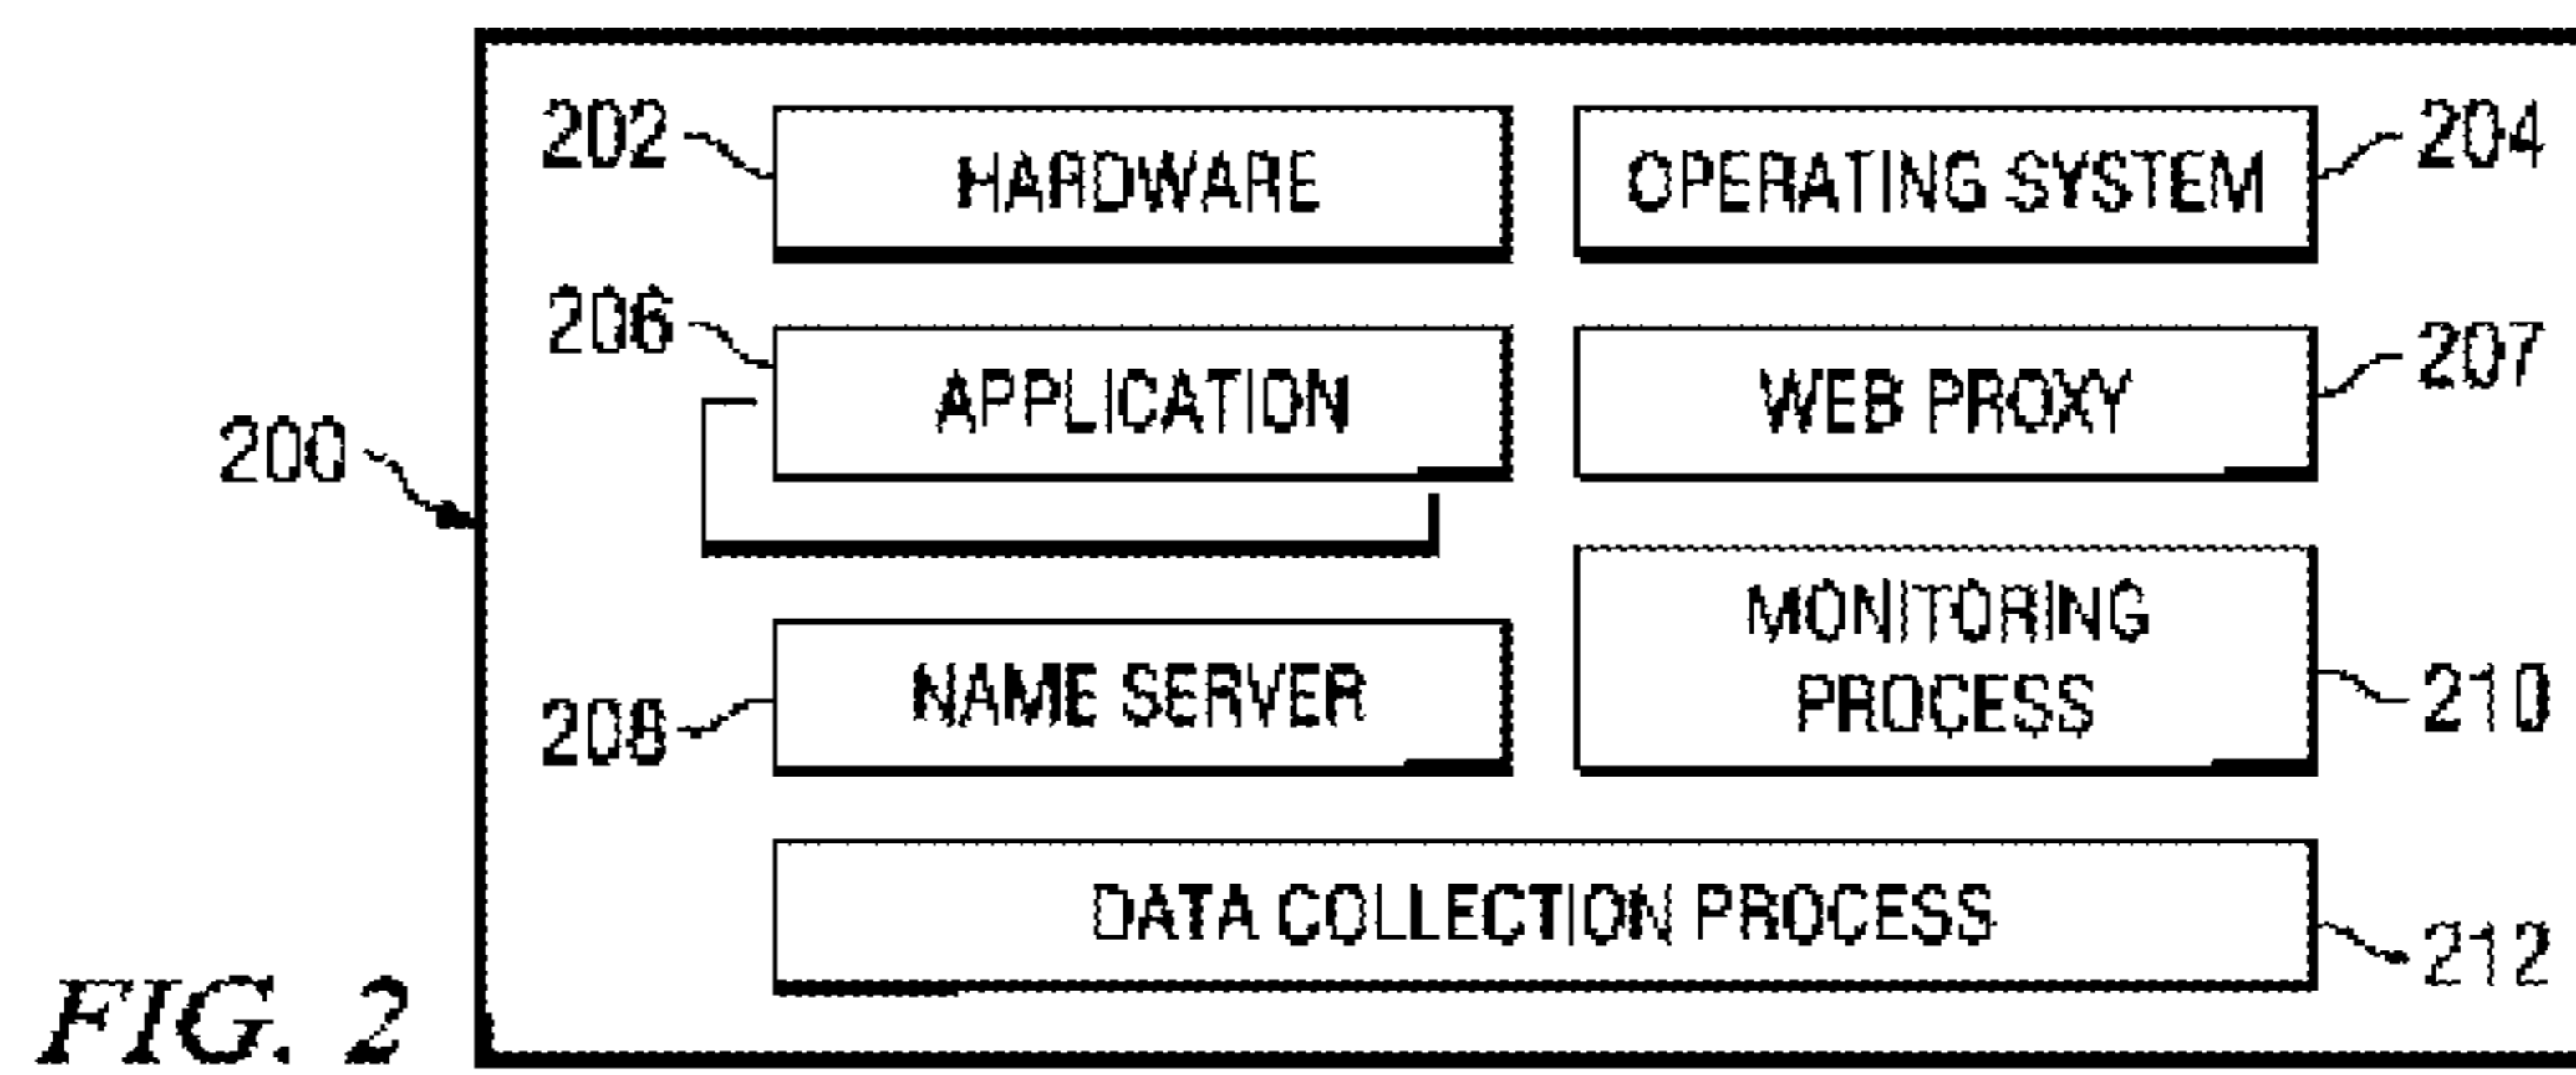 202 HARDWARE OPERATING SYSTEM 204
206 APPLICATION WEB PROXY 207
200
208 NAME SERVER MONITORING PROCESS 210
DATA COLLECTION PROCESS 212
FIG. 2